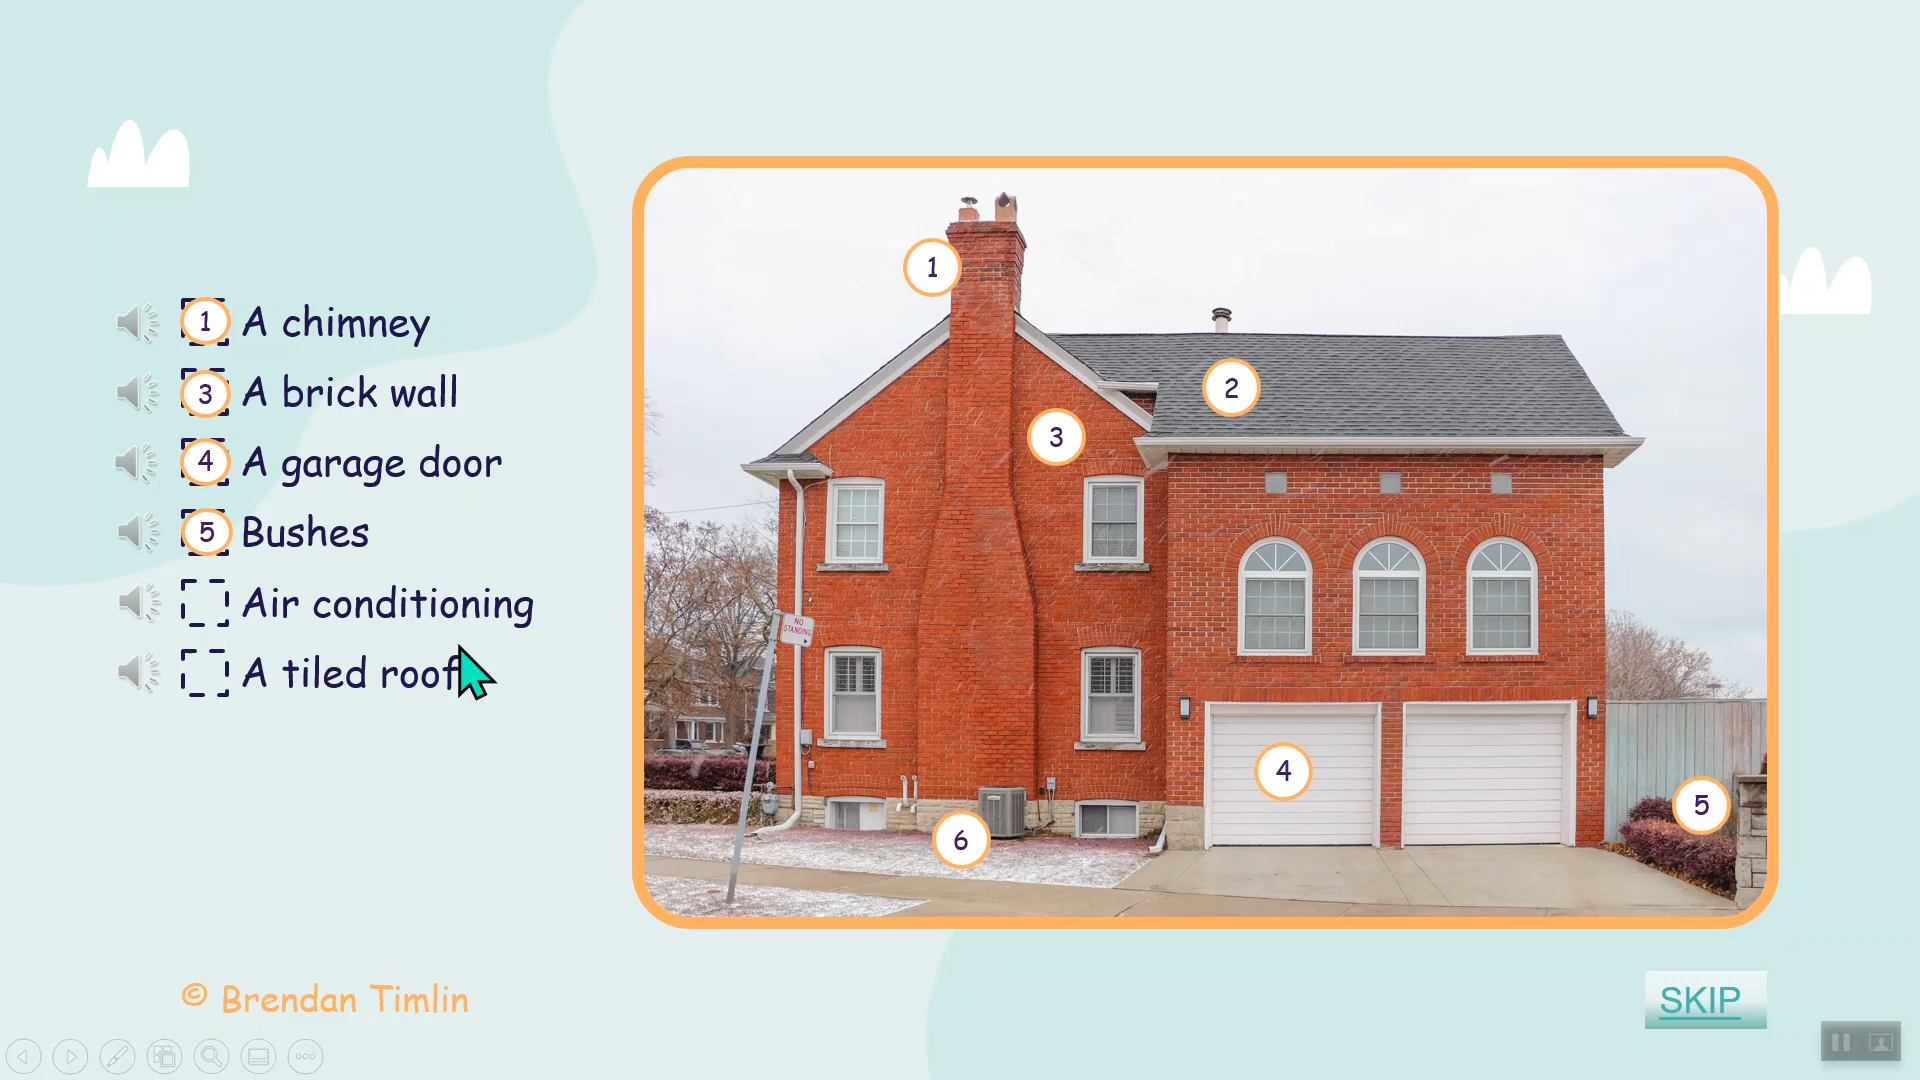 1 A chimney
3 A brick wall
4 A garage door
5 Bushes
Air conditioning
A tiled roof
1
2
3
NO
STANDING
4
5
6
© Brendan Timlin
SKIP